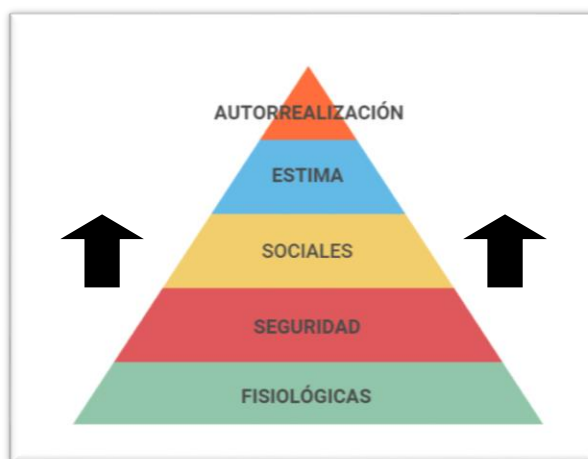 AUTORREALIZACIÓN
ESTIMA
SOCIALES
SEGURIDAD
FISIOLÓGICAS